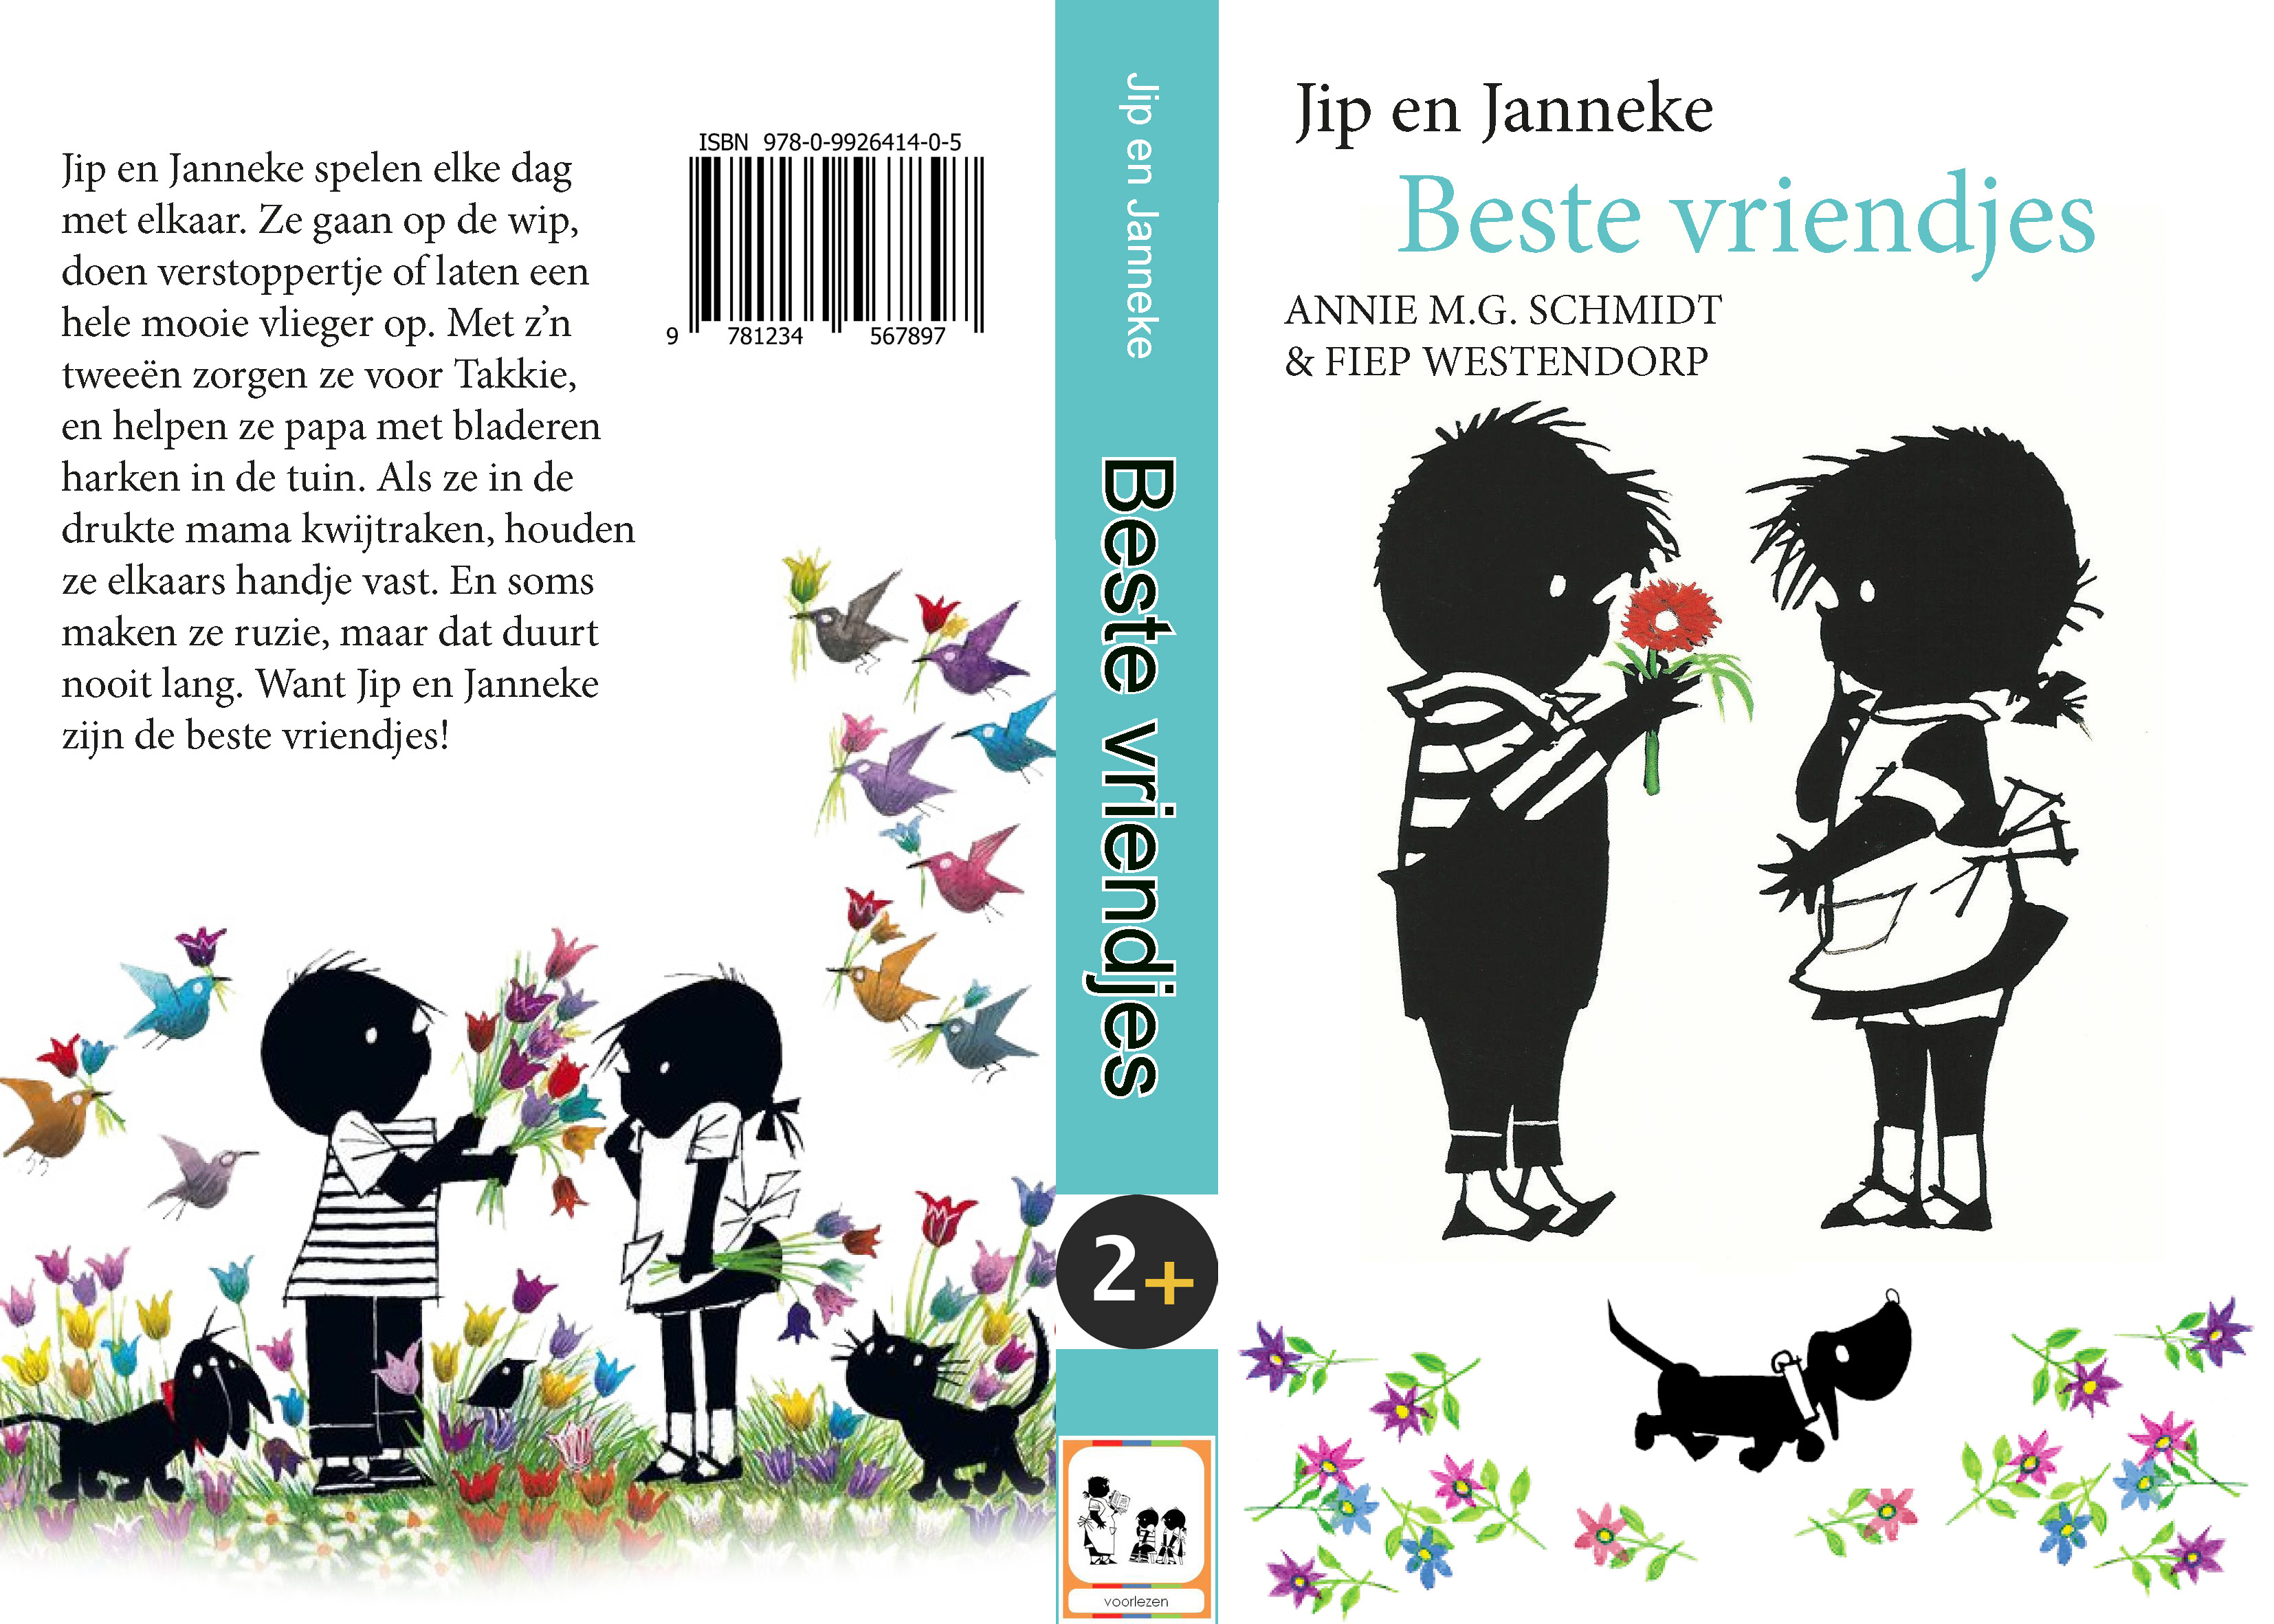 Jip en Janneke spelen elke dag
met elkaar. Ze gaan op de wip,
doen verstoppertje of laten een
hele mooie vlieger op. Met z’n
tweeën zorgen ze voor Takkie,
en helpen ze papa met bladeren
harken in de tuin. Als ze in de
drukte mama kwijtraken, houden
ze elkaars handje vast. En soms
maken ze ruzie, maar dat duurt
nooit lang. Want Jip en Janneke
zijn de beste vriendjes!
ISBN 978-0-9926414-0-5
9 781234 567897
Jip en Janneke
Beste vriendjes
2+
voorlezen
Jip en Janneke
Beste vriendjes
ANNIE M.G. SCHMIDT
& FIEP WESTENDORP